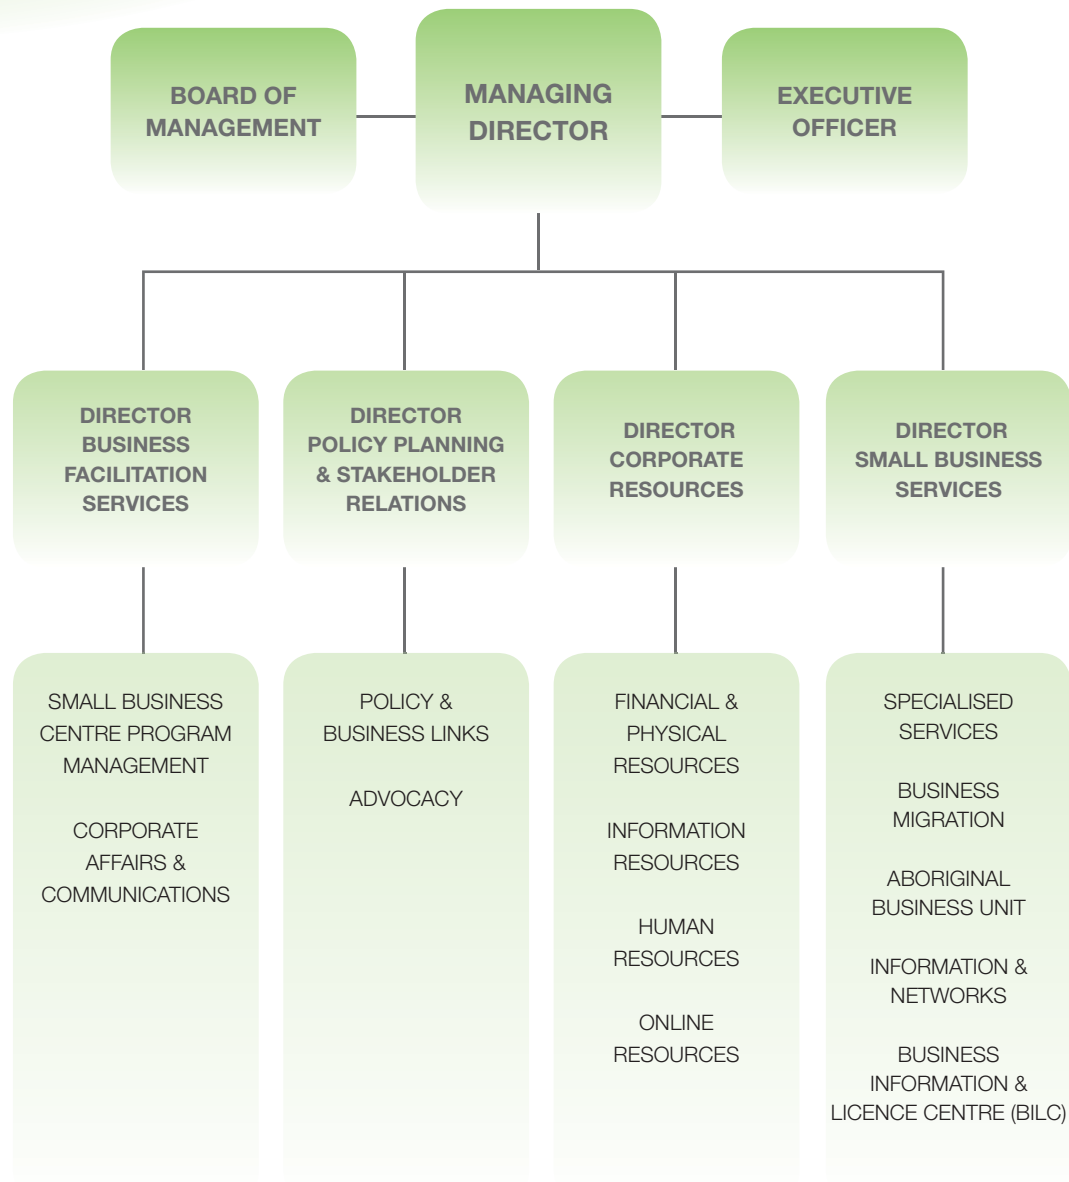 BOARD OF
MANAGEMENT
MANAGING
DIRECTOR
EXECUTIVE
OFFICER
DIRECTOR
BUSINESS
FACILITATION
SERVICES
DIRECTOR
POLICY PLANNING
& STAKEHOLDER
RELATIONS
DIRECTOR
CORPORATE
RESOURCES
DIRECTOR
SMALL BUSINESS
SERVICES
SMALL BUSINESS
CENTRE PROGRAM
MANAGEMENT
CORPORATE
AFFAIRS &
COMMUNICATIONS
POLICY &
BUSINESS LINKS
ADVOCACY
FINANCIAL &
PHYSICAL
RESOURCES
INFORMATION
RESOURCES
HUMAN
RESOURCES
ONLINE
RESOURCES
SPECIALISED
SERVICES
BUSINESS
MIGRATION
ABORIGINAL
BUSINESS UNIT
INFORMATION &
NETWORKS
BUSINESS
INFORMATION &
LICENCE CENTRE (BILC)